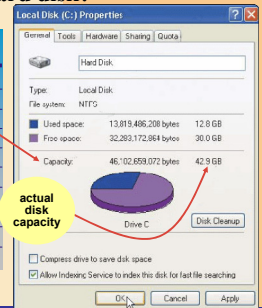 Local Disk (C:) Properties
General Tools Hardware Sharing Quota
Hard Disk
Type: Local Disk
File system: NTFS
Used space: 13,819,486,208 bytes 12.8 GB
Free space: 32,283,172,864 bytes 30.0 GB
Capacity: 46,102,659,072 bytes 42.9 GB
actual
disk
capacity
Drive C
Disk Cleanup
Compress drive to save disk space
Allow Indexing Service to index this disk for fast file searching
OK Cancel Apply